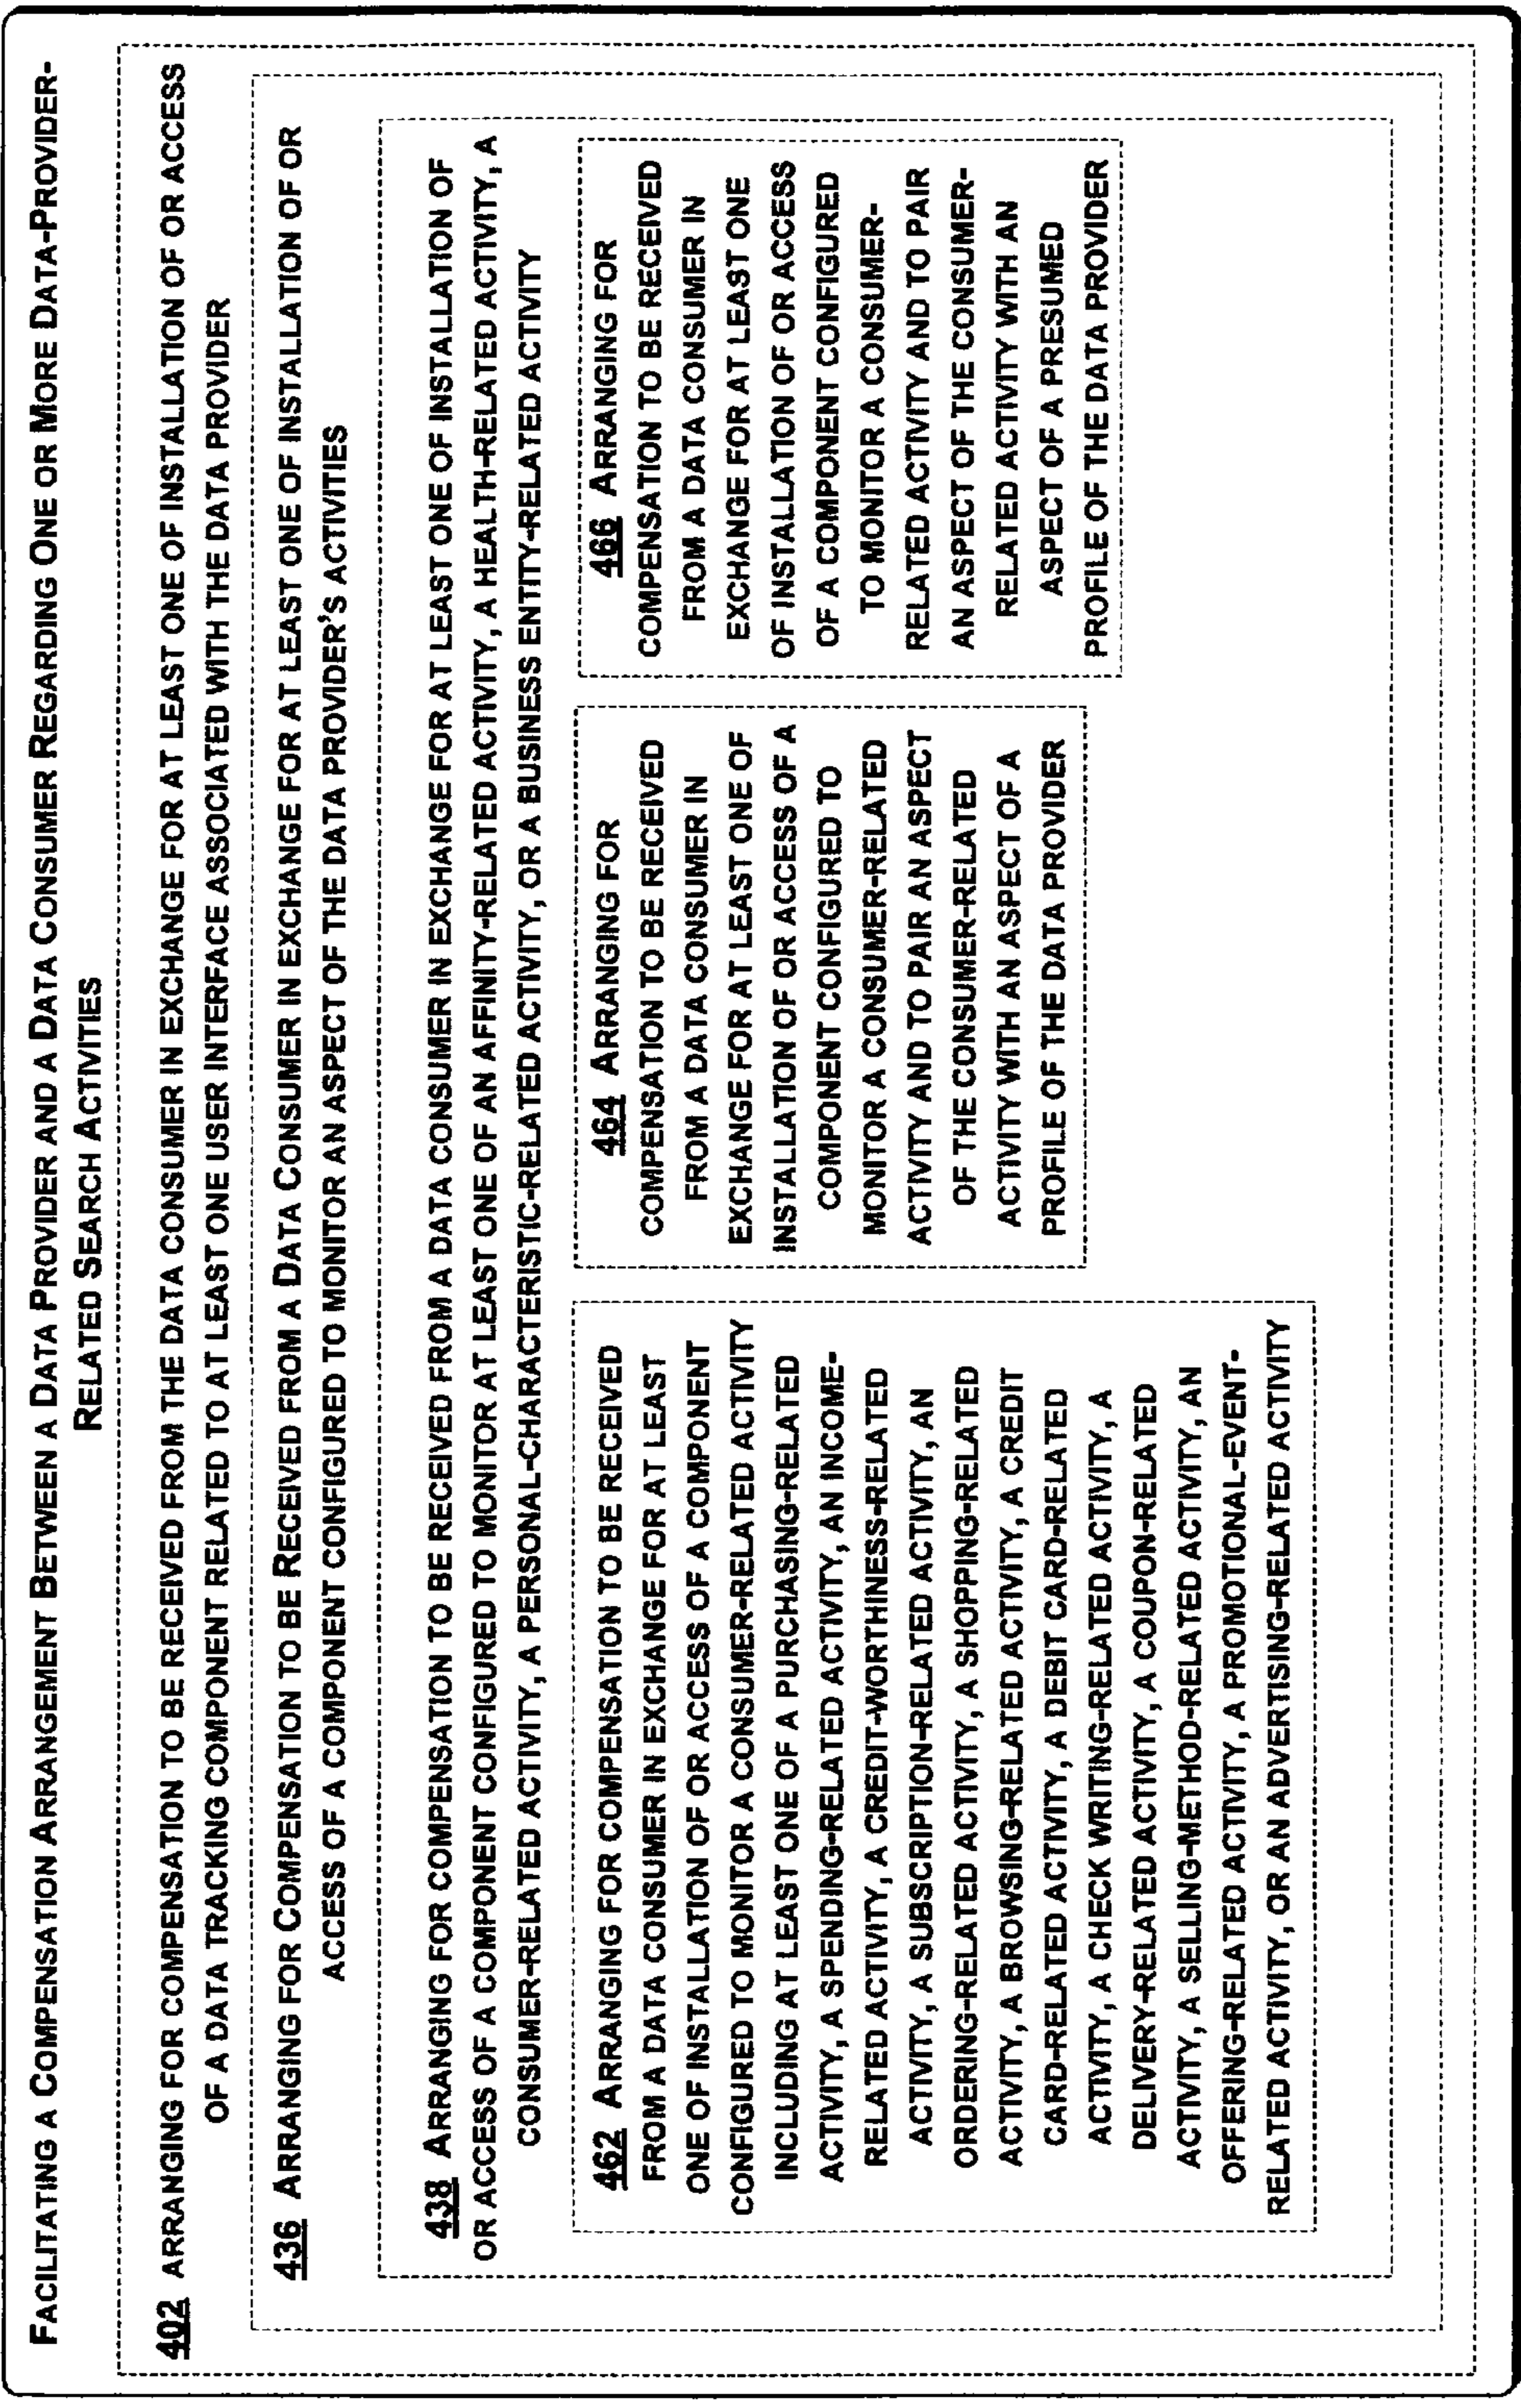 FACILITATING A COMPENSATION ARRANGEMENT BETWEEN A DATA PROVIDER AND A DATA CONSUMER REGARDING ONE OR MORE DATA-PROVIDER-
RELATED SEARCH ACTIVITIES
402 ARRANGING FOR COMPENSATION TO BE RECEIVED FROM THE DATA CONSUMER IN EXCHANGE FOR AT LEAST ONE OF INSTALLATION OF OR ACCESS
OF A DATA TRACKING COMPONENT RELATED TO AT LEAST ONE USER INTERFACE ASSOCIATED WITH THE DATA PROVIDER
436 ARRANGING FOR COMPENSATION TO BE RECEIVED FROM A DATA CONSUMER IN EXCHANGE FOR AT LEAST ONE OF INSTALLATION OF OR
ACCESS OF A COMPONENT CONFIGURED TO MONITOR AN ASPECT OF THE DATA PROVIDER'S ACTIVITIES
438 ARRANGING FOR COMPENSATION TO BE RECEIVED FROM A DATA CONSUMER IN EXCHANGE FOR AT LEAST ONE OF INSTALLATION OF
OR ACCESS OF A COMPONENT CONFIGURED TO MONITOR AT LEAST ONE OF AN AFFINITY-RELATED ACTIVITY, A HEALTH-RELATED ACTIVITY, A
CONSUMER-RELATED ACTIVITY, A PERSONAL-CHARACTERISTIC-RELATED ACTIVITY, OR A BUSINESS ENTITY-RELATED ACTIVITY
462 ARRANGING FOR COMPENSATION TO BE RECEIVED
FROM A DATA CONSUMER IN EXCHANGE FOR AT LEAST
ONE OF INSTALLATION OF OR ACCESS OF A COMPONENT
CONFIGURED TO MONITOR A CONSUMER-RELATED ACTIVITY
INCLUDING AT LEAST ONE OF A PURCHASING-RELATED
ACTIVITY, A SPENDING-RELATED ACTIVITY, AN INCOME-
RELATED ACTIVITY, A CREDIT-WORTHINESS-RELATED
ACTIVITY, A SUBSCRIPTION-RELATED ACTIVITY, AN
ORDERING-RELATED ACTIVITY, A SHOPPING-RELATED
ACTIVITY, A BROWSING-RELATED ACTIVITY, A CREDIT
CARD-RELATED ACTIVITY, A DEBIT CARD-RELATED
ACTIVITY, A CHECK WRITING-RELATED ACTIVITY, A
DELIVERY-RELATED ACTIVITY, A COUPON-RELATED
ACTIVITY, A SELLING-METHOD-RELATED ACTIVITY, AN
OFFERING-RELATED ACTIVITY, A PROMOTIONAL-EVENT-
RELATED ACTIVITY, OR AN ADVERTISING-RELATED ACTIVITY
464 ARRANGING FOR
COMPENSATION TO BE RECEIVED
FROM A DATA CONSUMER IN
EXCHANGE FOR AT LEAST ONE OF
INSTALLATION OF OR ACCESS OF A
COMPONENT CONFIGURED TO
MONITOR A CONSUMER-RELATED
ACTIVITY AND TO PAIR AN ASPECT
OF THE CONSUMER-RELATED
ACTIVITY WITH AN ASPECT OF A
PROFILE OF THE DATA PROVIDER
466 ARRANGING FOR
COMPENSATION TO BE RECEIVED
FROM A DATA CONSUMER IN
EXCHANGE FOR AT LEAST ONE
OF INSTALLATION OF OR ACCESS
OF A COMPONENT CONFIGURED
TO MONITOR A CONSUMER-
RELATED ACTIVITY AND TO PAIR
AN ASPECT OF THE CONSUMER-
RELATED ACTIVITY WITH AN
ASPECT OF A PRESUMED
PROFILE OF THE DATA PROVIDER